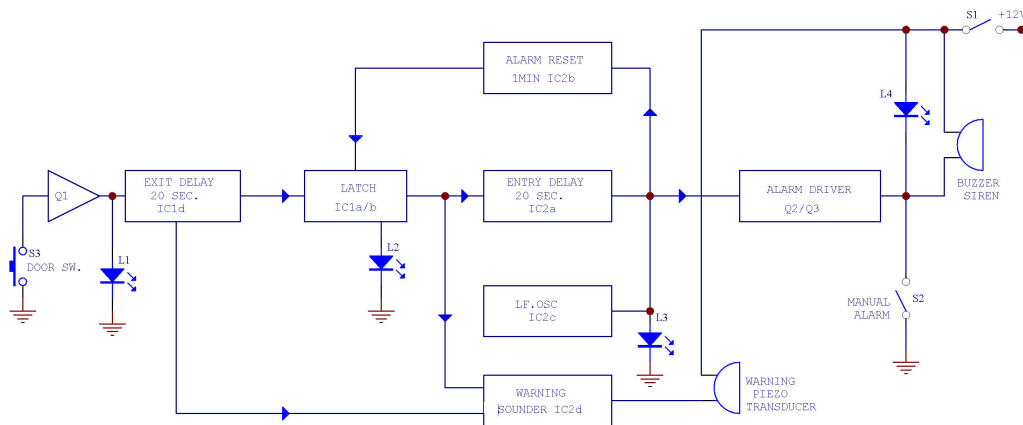 S1
+12V
ALARM RESET
1MIN IC2b
L4
BUZZER
SIREN
Q1
EXIT DELAY
20 SEC.
IC1d
LATCH
IC1a/b
ENTRY DELAY
20 SEC.
IC2a
ALARM DRIVER
Q2/Q3
S3
DOOR SW.
L1
L2
LF.OSC
IC2c
L3
MANUAL
ALARM
S2
WARNING
SOUNDER IC2d
WARNING
PIEZO
TRANSDUCER